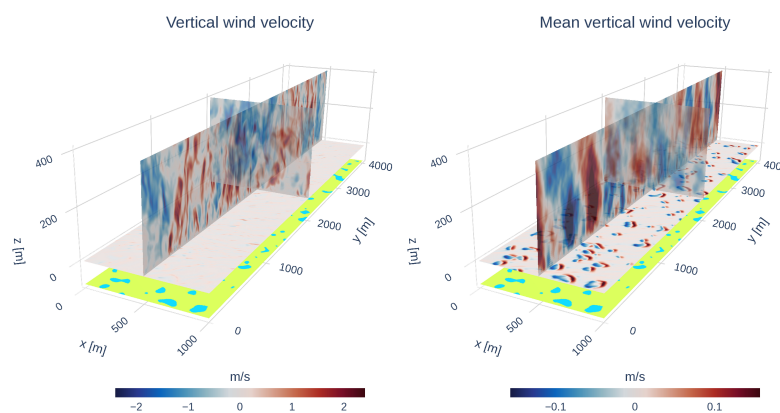 Vertical wind velocity
Mean vertical wind velocity
400
200
0
z [m]
0
500
1000
x [m]
0
1000
2000
3000
4000
y [m]
400
200
0
z [m]
0
500
1000
x [m]
0
1000
2000
3000
4000
y [m]
m/s
−2 −1 0 1 2
m/s
−0.1 0 0.1